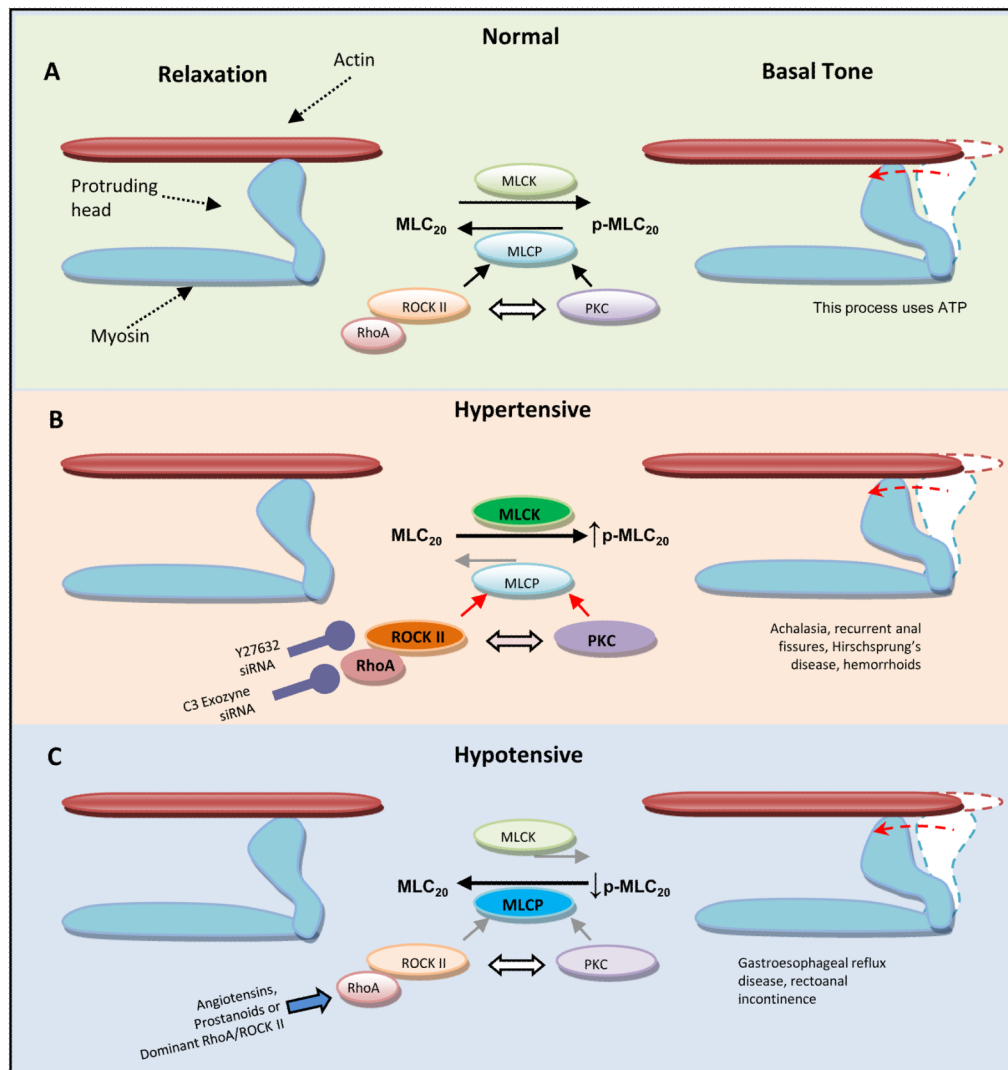 Normal
A
Relaxation
Actin
Basal Tone
Protruding
head
Myosin
MLCK
MLC20
p-MLC20
MLCP
ROCK II
PKC
RhoA
This process uses ATP
Hypertensive
B
MLCK
MLC20
↑p-MLC20
MLCP
ROCK II
PKC
RhoA
Y27632
siRNA
C3 Exozyne
siRNA
Achalasia, recurrent anal
fissures, Hirschsprung’s
disease, hemorrhoids
Hypotensive
C
MLCK
MLC20
↓p-MLC20
MLCP
ROCK II
PKC
RhoA
Angiotensins,
Prostanoids or
Dominant RhoA/ROCK II
Gastroesophageal reflux
disease, rectoanal
incontinence